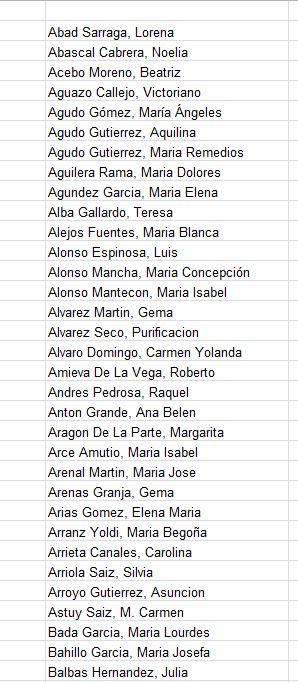 Abad Sarraga, Lorena
Abascal Cabrera, Noelia
Acebo Moreno, Beatriz
Aguazo Callejo, Victoriano
Agudo Gómez, María Ángeles
Agudo Gutierrez, Aquilina
Agudo Gutierrez, Maria Remedios
Aguilera Rama, Maria Dolores
Agundez Garcia, Maria Elena
Alba Gallardo, Teresa
Alejos Fuentes, Maria Blanca
Alonso Espinosa, Luis
Alonso Mancha, Maria Concepción
Alonso Mantecon, Maria Isabel
Alvarez Martin, Gema
Alvarez Seco, Purificacion
Alvaro Domingo, Carmen Yolanda
Amieva De La Vega, Roberto
Andres Pedrosa, Raquel
Anton Grande, Ana Belen
Aragon De La Parte, Margarita
Arce Amutio, Maria Isabel
Arenal Martin, Maria Jose
Arenas Granja, Gema
Arias Gomez, Elena Maria
Arranz Yoldi, Maria Begoña
Arrieta Canales, Carolina
Arriola Saiz, Silvia
Arroyo Gutierrez, Asuncion
Astuy Saiz, M. Carmen
Bada Garcia, Maria Lourdes
Bahillo Garcia, Maria Josefa
Balbas Hernandez, Julia